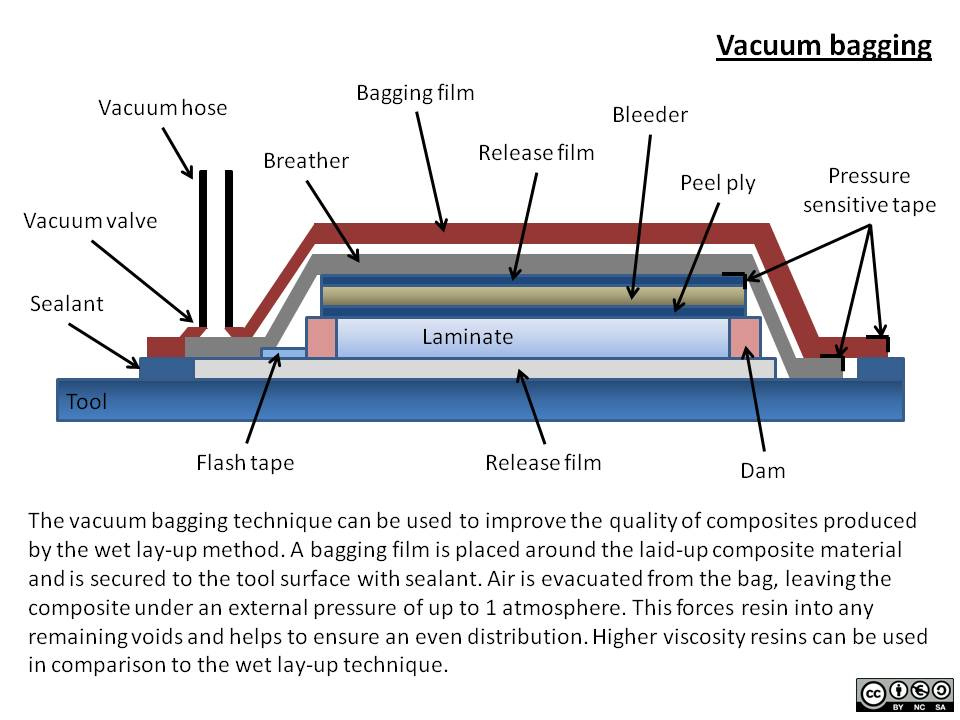 Vacuum bagging
Bagging film
Vacuum hose
Bleeder
Breather
Release film
Peel ply
Pressure
sensitive tape
Vacuum valve
Sealant
Laminate
Tool
Flash tape
Release film
Dam
The vacuum bagging technique can be used to improve the quality of composites produced
by the wet lay-up method. A bagging film is placed around the laid-up composite material
and is secured to the tool surface with sealant. Air is evacuated from the bag, leaving the
composite under an external pressure of up to 1 atmosphere. This forces resin into any
remaining voids and helps to ensure an even distribution. Higher viscosity resins can be used
in comparison to the wet lay-up technique.
cc
BY NC SA